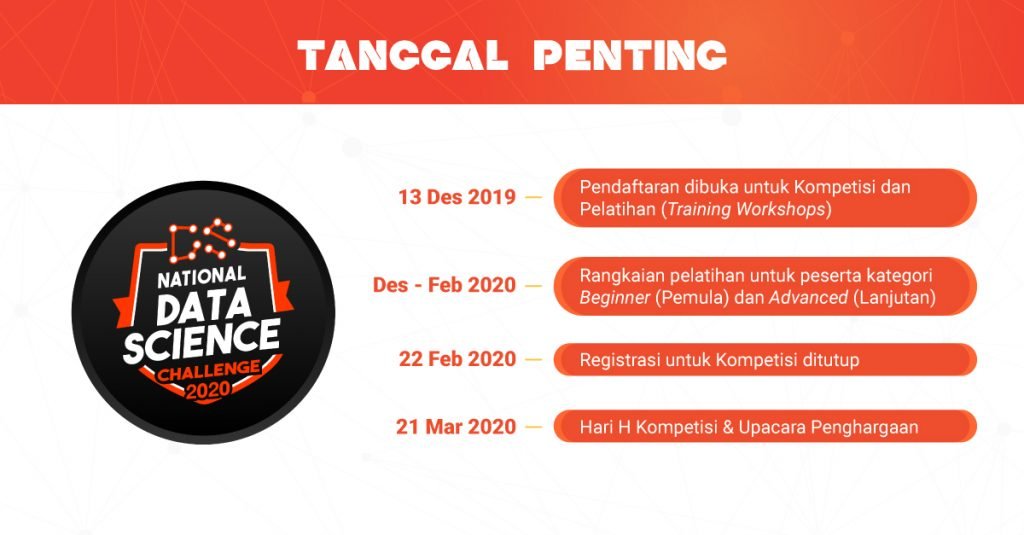 TANGGAL PENTING
DS
NATIONAL
DATA
SCIENCE
CHALLENGE
2020
13 Des 2019 – Pendaftaran dibuka untuk Kompetisi dan
Pelatihan (Training Workshops)
Des - Feb 2020 – Rangkaian pelatihan untuk peserta kategori
Beginner (Pemula) dan Advanced (Lanjutan)
22 Feb 2020 – Registrasi untuk Kompetisi ditutup
21 Mar 2020 – Hari H Kompetisi & Upacara Penghargaan